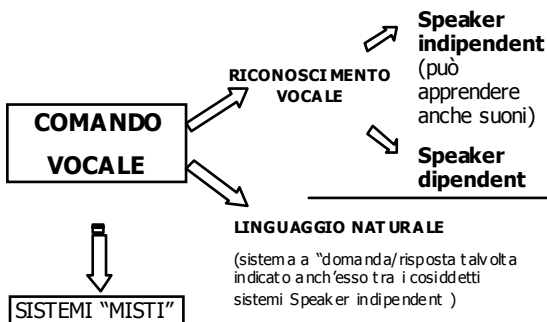 Speaker
indipendent
(può
apprendere
anche suoni)
RICONOSCIMENTO
VOCALE
COMANDO
VOCALE
Speaker
dipendent
LINGUAGGIO NATURALE
(sistema a “domanda/risposta talvolta
indicato anch’esso tra i cosiddetti
sistemi Speaker indipendent )
SISTEMI “MISTI”